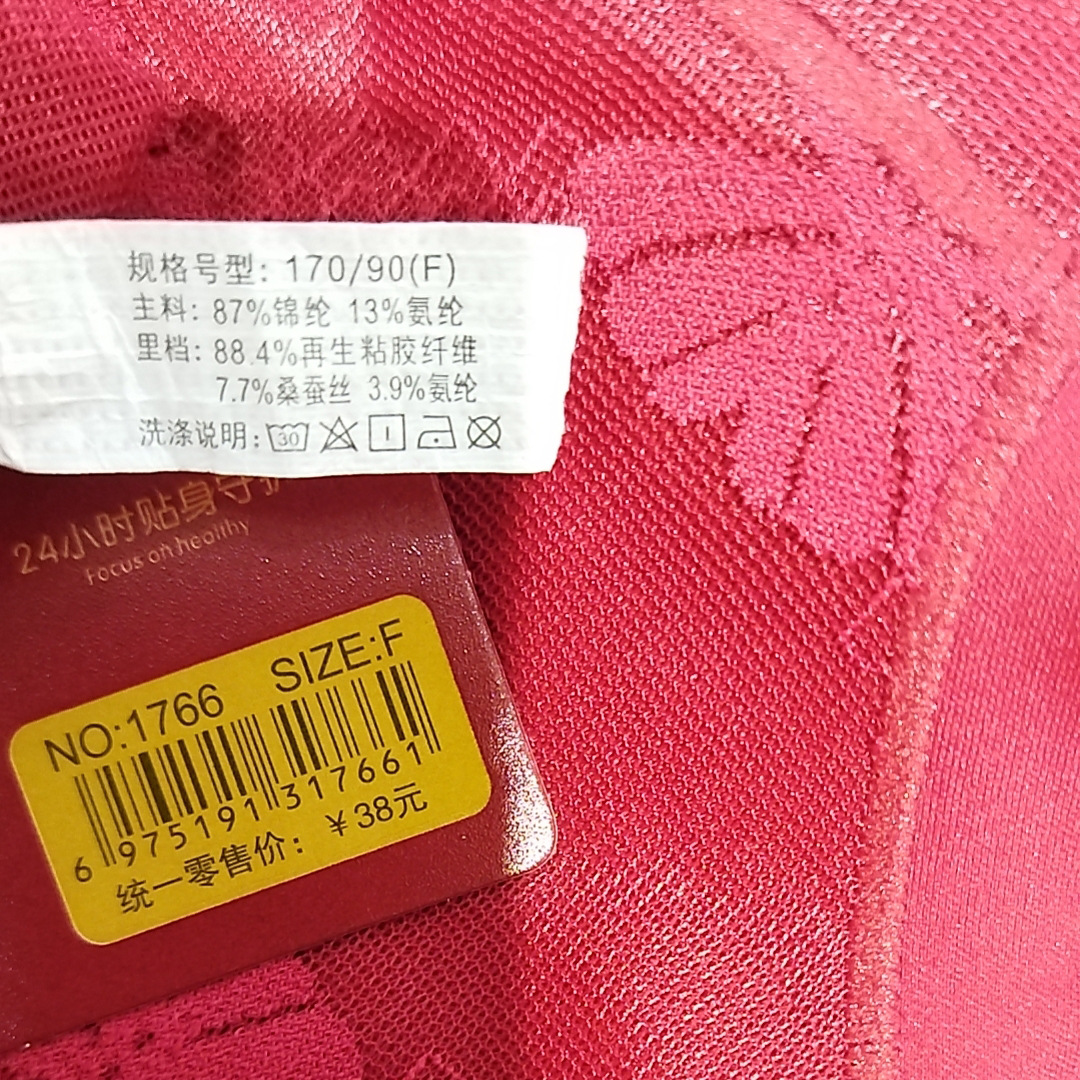 规格号型: 170/90(F)
主料: 87%锦纶 13%氨纶
里档: 88.4%再生粘胶纤维
7.7%桑蚕丝 3.9%氨纶
洗涤说明: 30
24小时贴身守护
Focus on healthy
NO:1766 SIZE:F
6 975191 317661
统一零售价: ¥38元